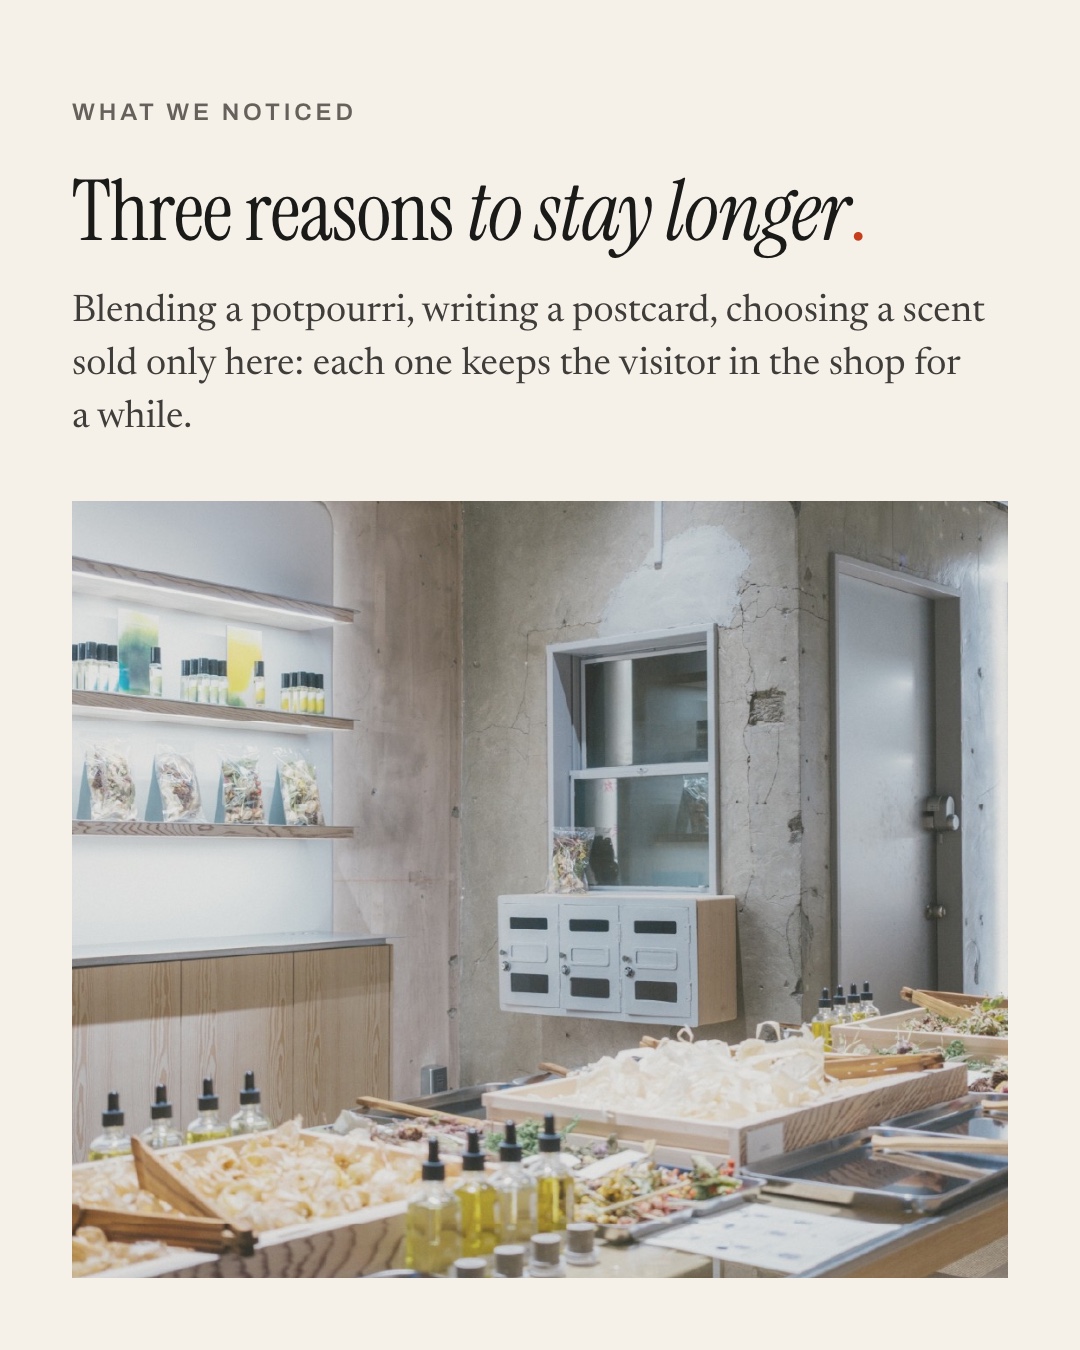 WHAT WE NOTICED
Three reasons to stay longer.
Blending a potpourri, writing a postcard, choosing a scent
sold only here: each one keeps the visitor in the shop for
a while.